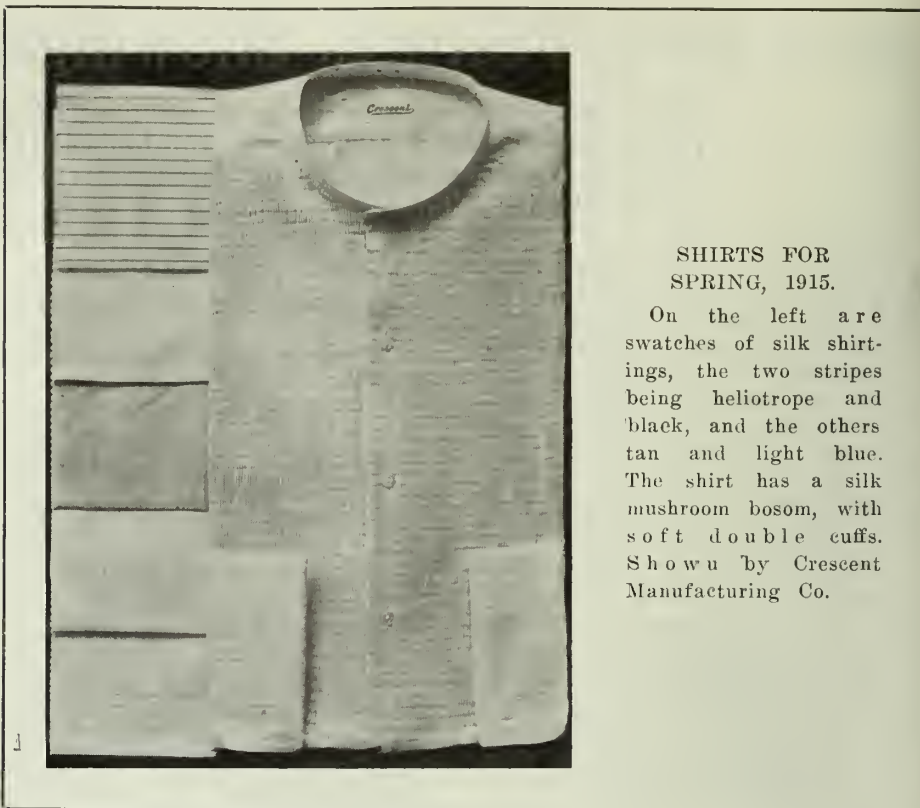 Crescent
SHIRTS FOR
SPRING, 1915.
On the left are
swatches of silk shirt-
ings, the two stripes
being heliotrope and
black, and the others
tan and light blue.
The shirt has a silk
mushroom bosom, with
soft double cuffs.
Shown by Crescent
Manufacturing Co.